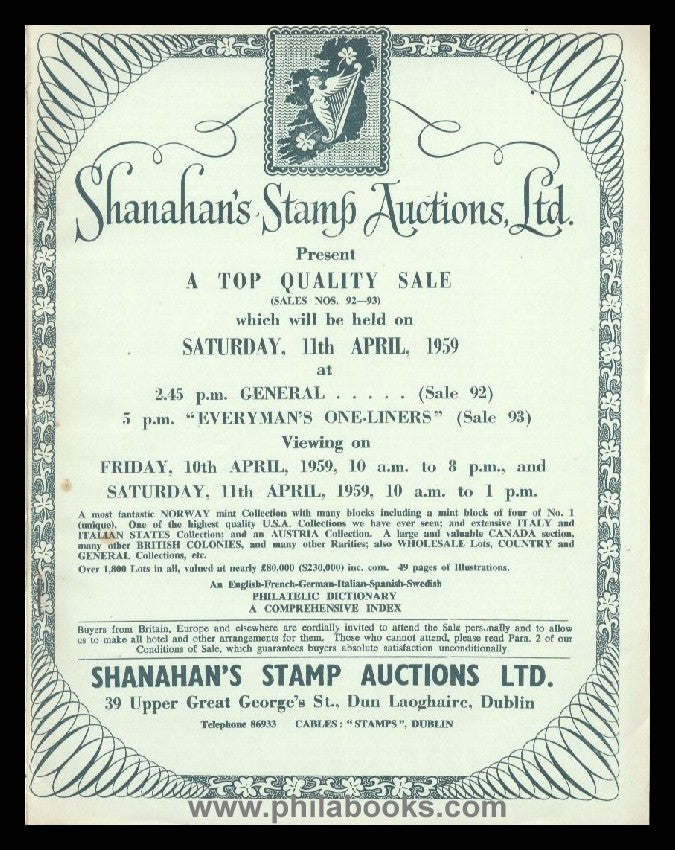 Shanahan's Stamp Auctions, Ltd.
Present
A TOP QUALITY SALE
(SALES NOS. 92—93)
which will be held on
SATURDAY, 11th APRIL, 1959
at
2.45 p.m. GENERAL . . . . . (Sale 92)
5 p.m. "EVERYMAN'S ONE-LINERS" (Sale 93)
Viewing on
FRIDAY, 10th APRIL, 1959, 10 a.m. to 8 p.m., and
SATURDAY, 11th APRIL, 1959, 10 a.m. to 1 p.m.
A most fantastic NORWAY mint Collection with many blocks including a mint block of four of No. 1
(unique). One of the highest quality U.S.A. Collections we have ever seen; and extensive ITALY and
ITALIAN STATES Collection; and an AUSTRIA Collection. A large and valuable CANADA section,
many other BRITISH COLONIES, and many other Rarities; also WHOLESALE Lots, COUNTRY and
GENERAL Collections, etc.
Over 1,800 Lots in all, valued at nearly £80,000 ($230,000) inc. com. 49 pages of Illustrations.
An English-French-German-Italian-Spanish-Swedish
PHILATELIC DICTIONARY
A COMPREHENSIVE INDEX
Buyers from Britain, Europe and elsewhere are cordially invited to attend the Sale personally and to allow
us to make all hotel and other arrangements for them. Those who cannot attend, please read Para. 2 of our
Conditions of Sale, which guarantees buyers absolute satisfaction unconditionally.
SHANAHAN'S STAMP AUCTIONS LTD.
39 Upper Great George's St., Dun Laoghaire, Dublin
Telephone 86933 CABLES: "STAMPS", DUBLIN
www.philabooks.com